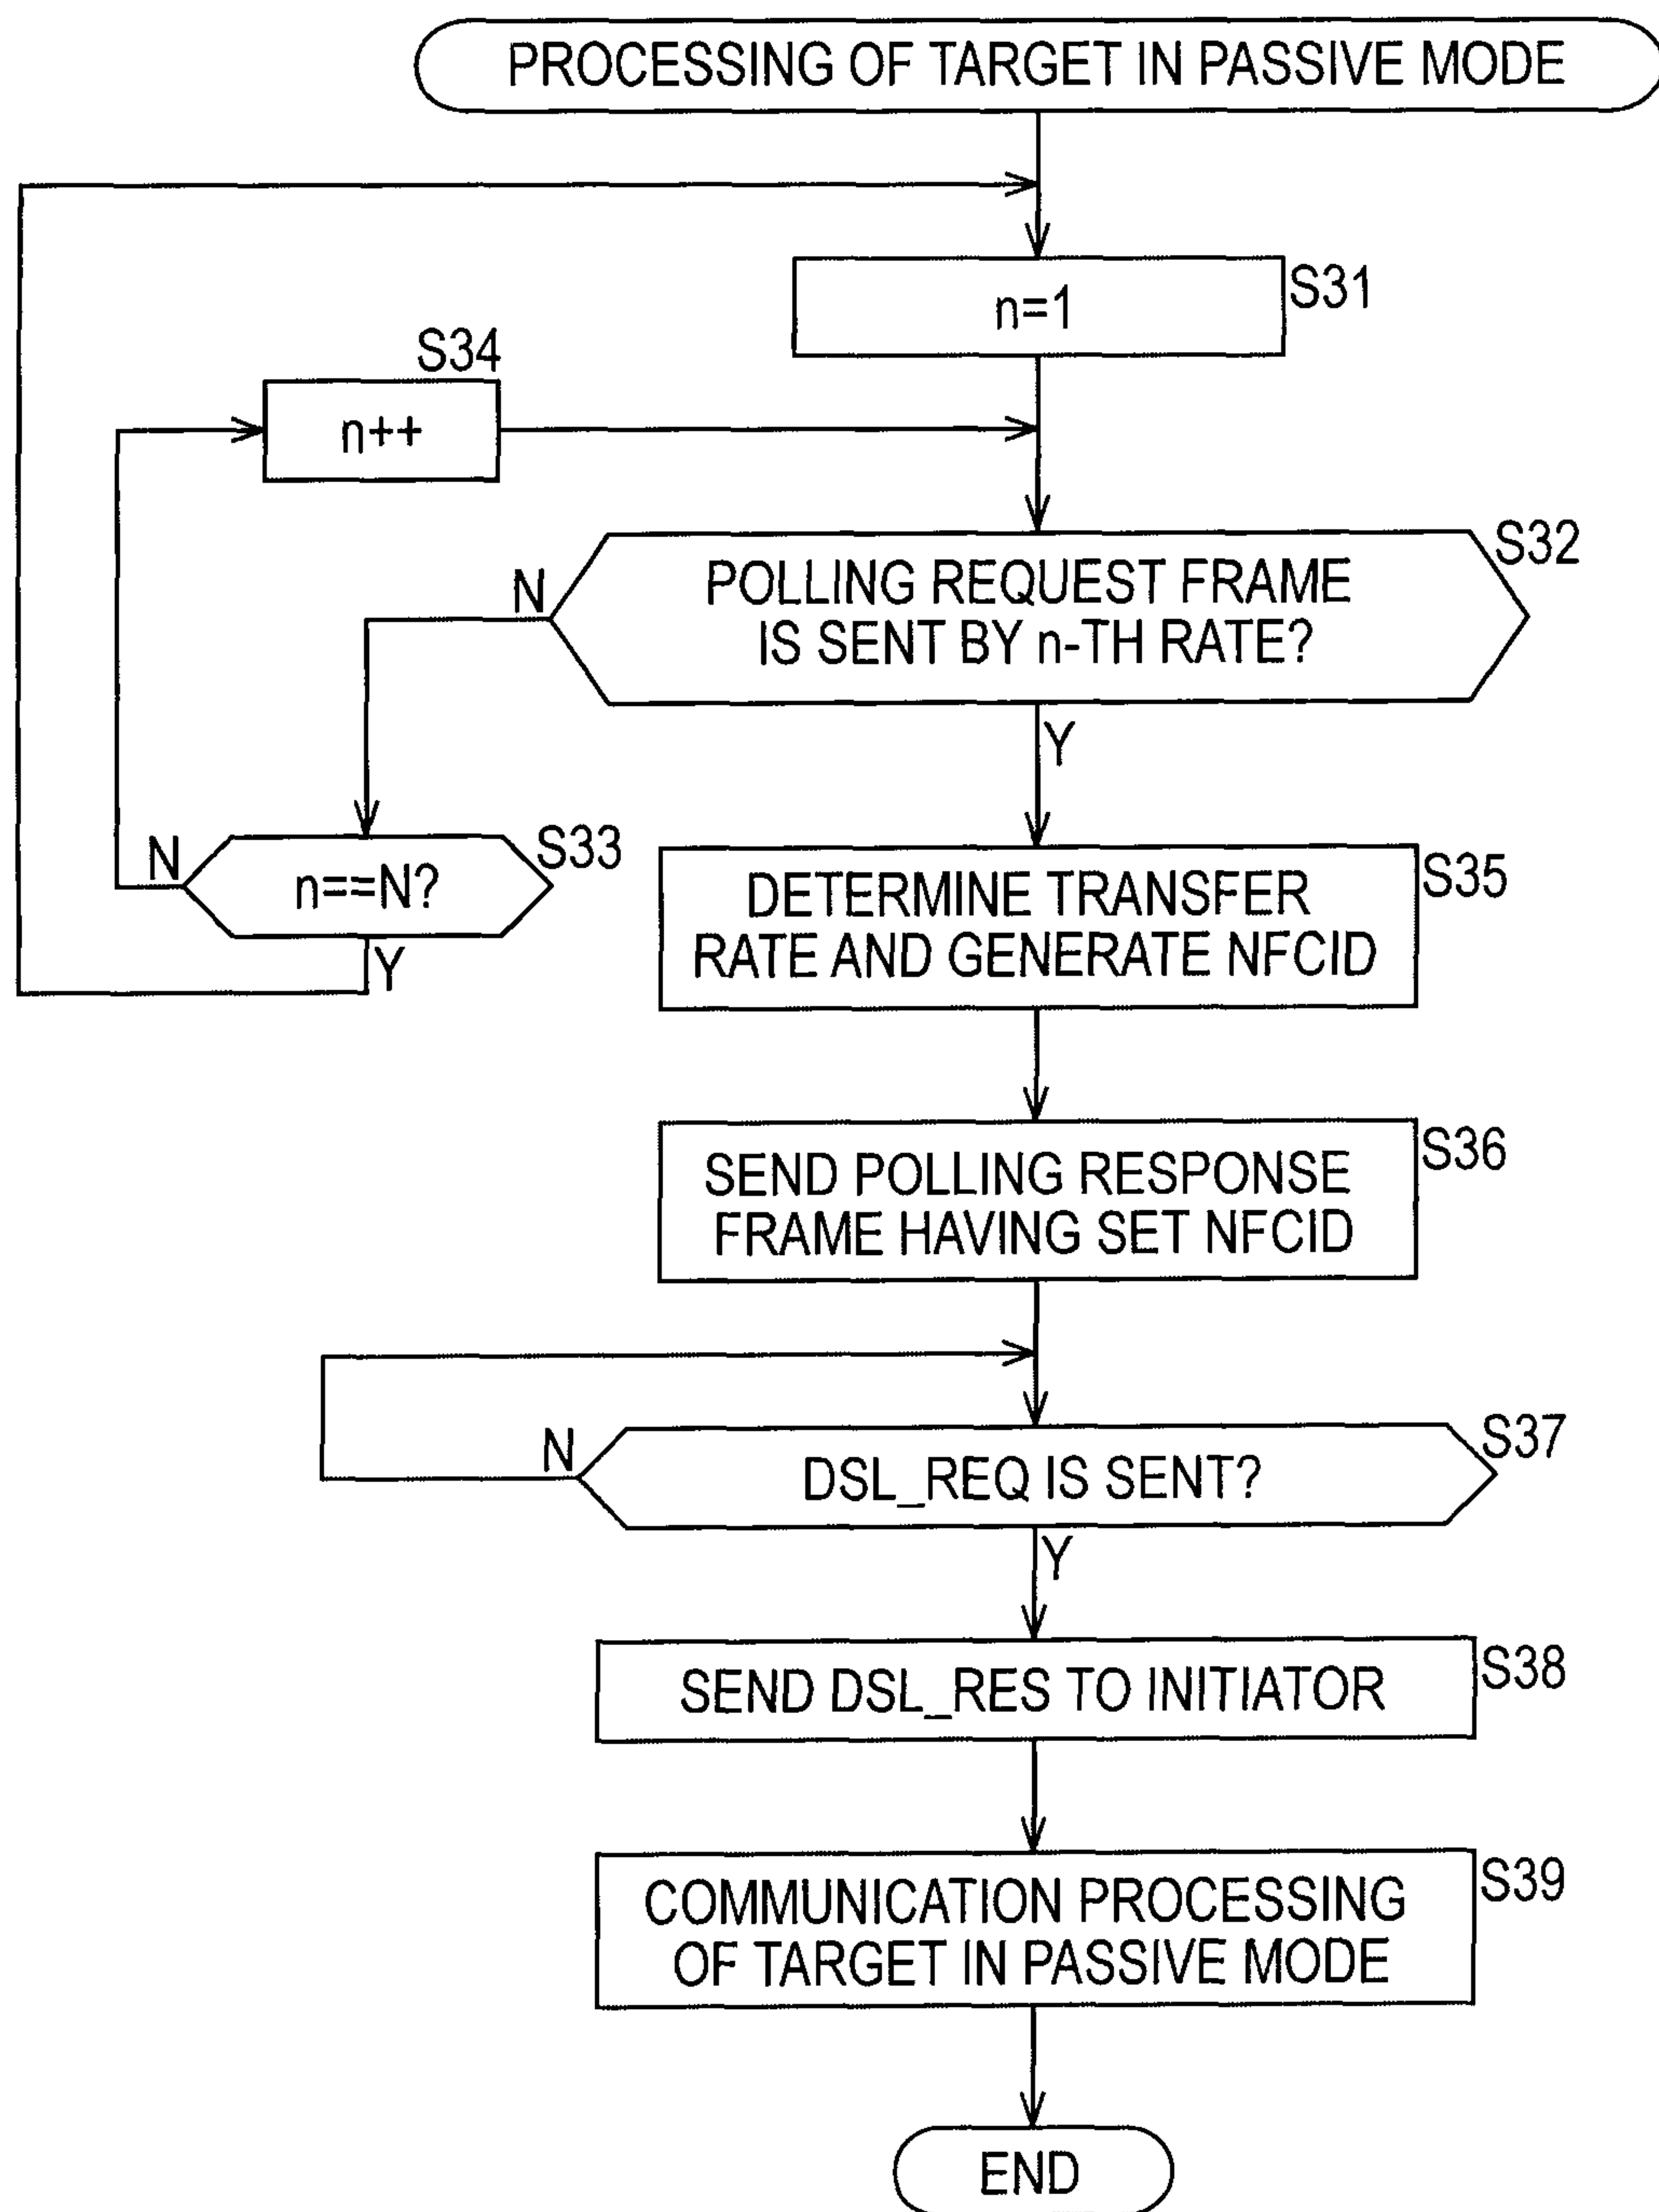 PROCESSING OF TARGET IN PASSIVE MODE
n=1
S31
S34
n++
S32
POLLING REQUEST FRAME
IS SENT BY n-TH RATE?
N
Y
S33
n==N?
N
Y
S35
DETERMINE TRANSFER
RATE AND GENERATE NFCID
S36
SEND POLLING RESPONSE
FRAME HAVING SET NFCID
S37
N
DSL_REQ IS SENT?
Y
S38
SEND DSL_RES TO INITIATOR
S39
COMMUNICATION PROCESSING
OF TARGET IN PASSIVE MODE
END